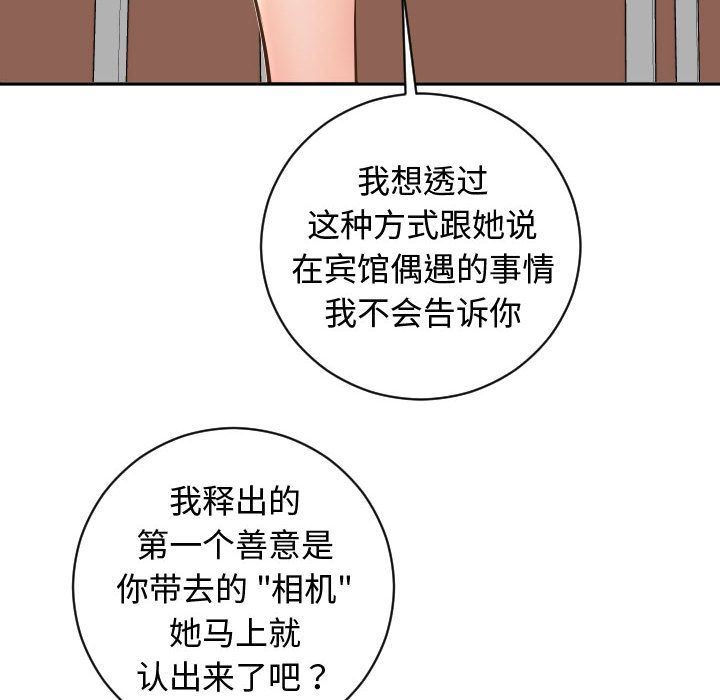 我想透过
这种方式跟她说
在宾馆偶遇的事情
我不会告诉你
我释出的
第一个善意是
你带去的 "相机"
她马上就
认出来了吧？